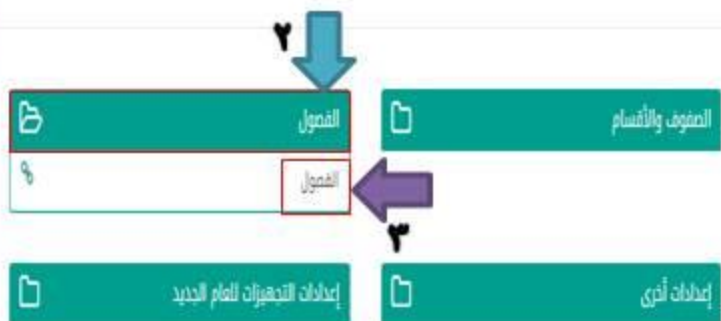 ٢
الصفوف والأقسام
الفصول
الفصول
٣
إعدادات أخرى
إعدادات التجهيزات للعام الجديد